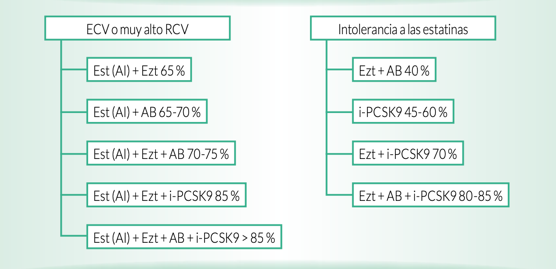 ECV o muy alto RCV
Est (AI) + Ezt 65 %
Est (AI) + AB 65-70 %
Est (AI) + Ezt + AB 70-75 %
Est (AI) + Ezt + i-PCSK9 85 %
Est (AI) + Ezt + AB + i-PCSK9 > 85 %
Intolerancia a las estatinas
Ezt + AB 40 %
i-PCSK9 45-60 %
Ezt + i-PCSK9 70 %
Ezt + AB + i-PCSK9 80-85 %